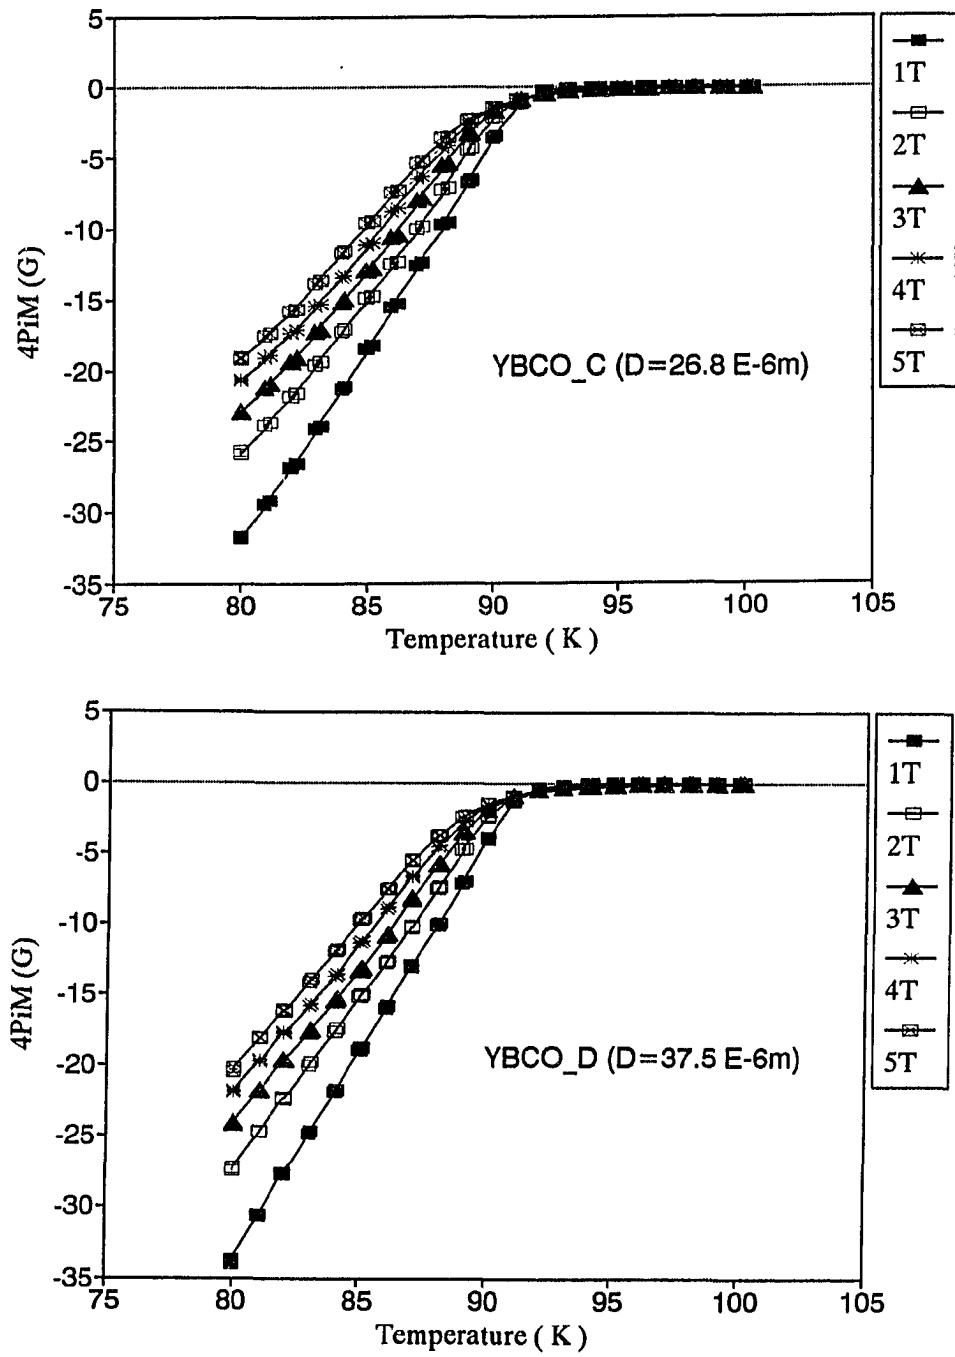 5
0
-5
-10
-15
-20
-25
-30
-35
4PiM (G)
YBCO_C (D=26.8 E-6m)
75 80 85 90 95 100 105
Temperature ( K )
1T
2T
3T
4T
5T
5
0
-5
-10
-15
-20
-25
-30
-35
4PiM (G)
YBCO_D (D=37.5 E-6m)
75 80 85 90 95 100 105
Temperature ( K )
1T
2T
3T
4T
5T